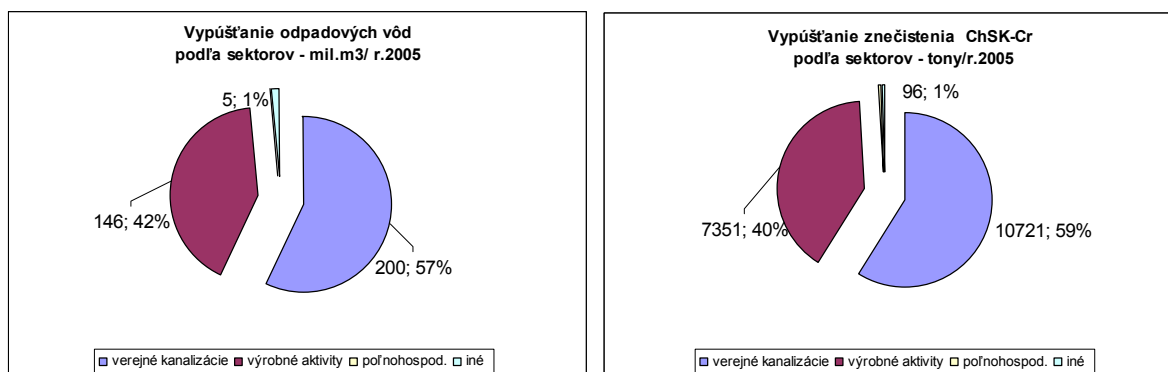 Vypúšťanie odpadových vôd
podľa sektorov - mil.m3/ r.2005
5; 1%
146; 42%
200; 57%
verejné kanalizácie výrobné aktivity poľnohospod. iné
Vypúšťanie znečistenia ChSK-Cr
podľa sektorov - tony/r.2005
96; 1%
7351; 40%
10721; 59%
verejné kanalizácie výrobné aktivity poľnohospod. iné